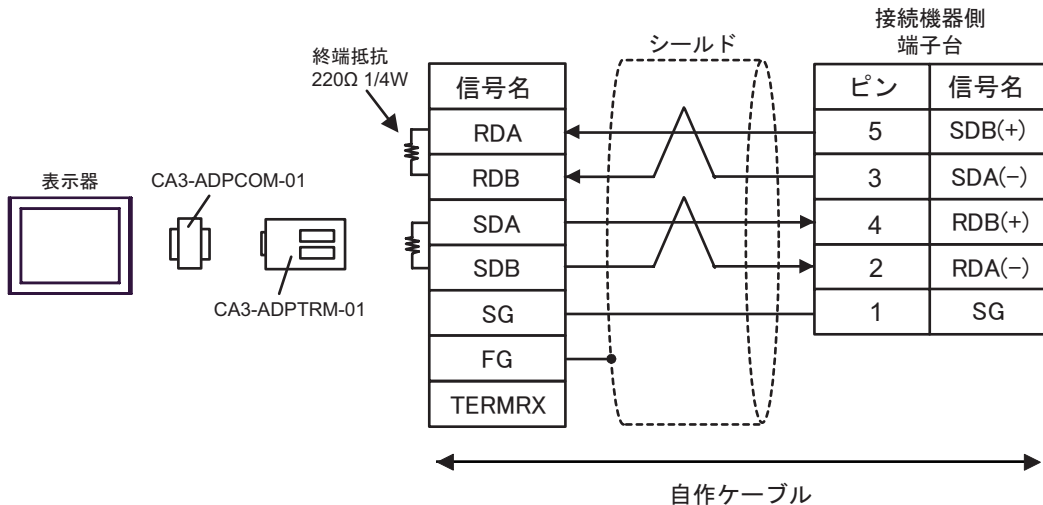 接続機器側
端子台
シールド
終端抵抗
220Ω 1/4W
表示器
CA3-ADPCOM-01
CA3-ADPTRM-01
信号名
RDA
RDB
SDA
SDB
SG
FG
TERMRX
ピン 信号名
5 SDB(+)
3 SDA(-)
4 RDB(+)
2 RDA(-)
1 SG
自作ケーブル